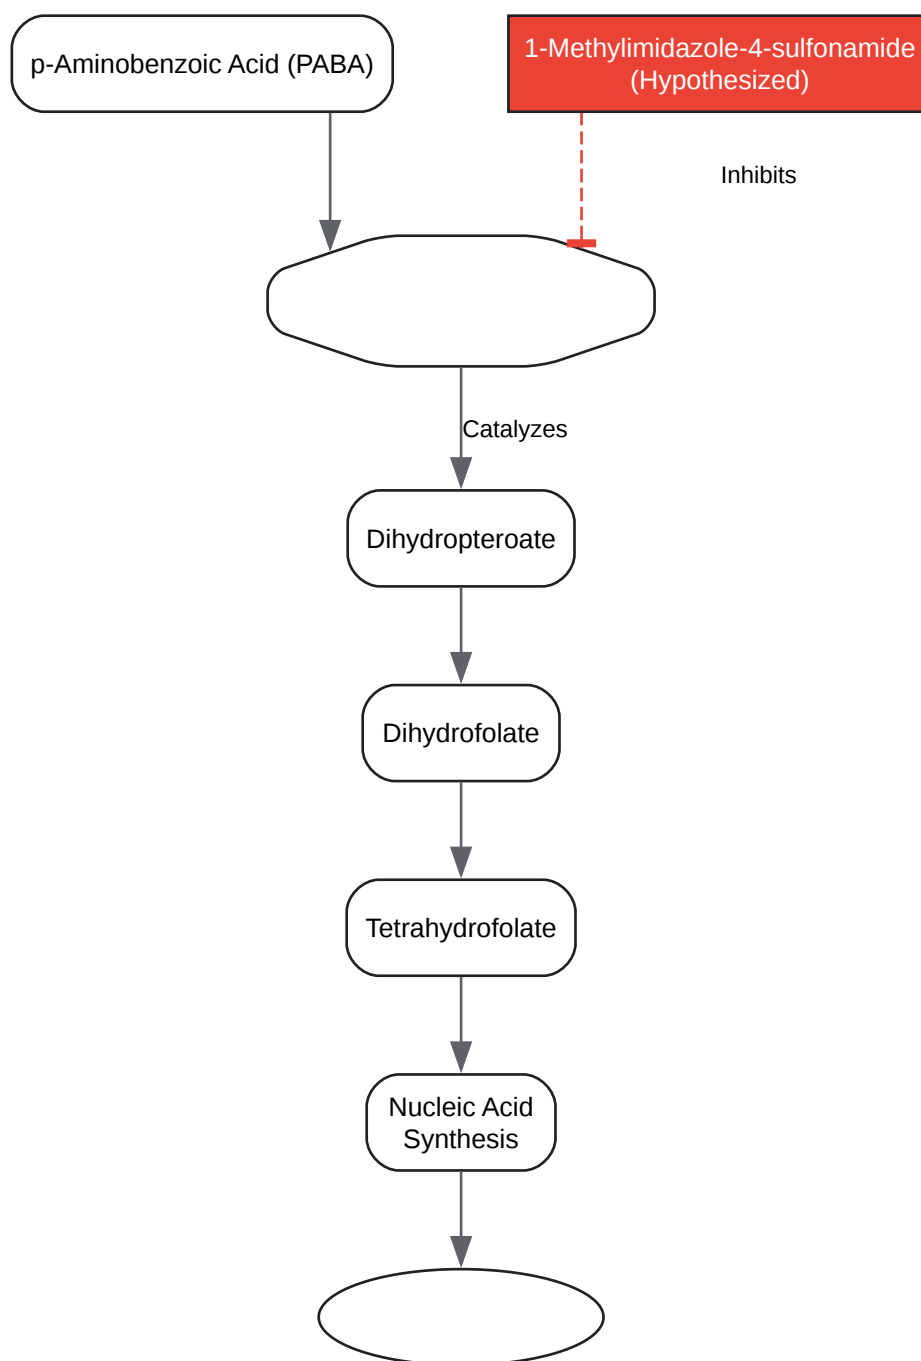 p-Aminobenzoic Acid (PABA)
1-Methylimidazole-4-sulfonamide
(Hypothesized)
Inhibits
Catalyzes
Dihydropteroate
Dihydrofolate
Tetrahydrofolate
Nucleic Acid
Synthesis